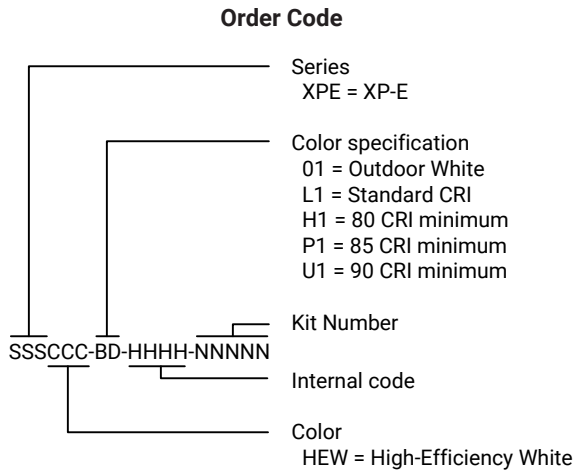 Order Code
Series
XPE = XP-E
Color specification
01 = Outdoor White
L1 = Standard CRI
H1 = 80 CRI minimum
P1 = 85 CRI minimum
U1 = 90 CRI minimum
Kit Number
SSSCCC-BD-HHHH-NNNNN
Internal code
Color
HEW = High-Efficiency White